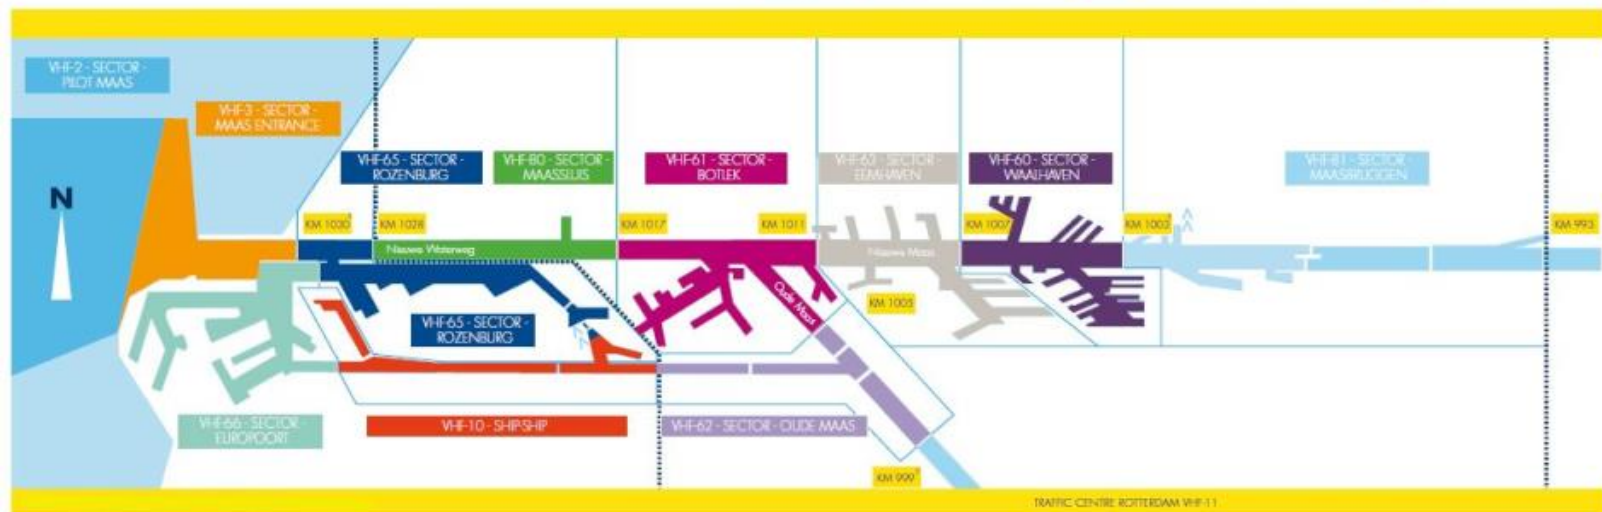 VHF-2 - SECTOR -
PILOT MAAS
VHF-3 - SECTOR -
MAAS ENTRANCE
VHF-65 - SECTOR -
ROZENBURG
VHF-80 - SECTOR -
MAASSLUIS
VHF-61 - SECTOR -
BOTLEK
VHF-63 - SECTOR -
EEMHAVEN
VHF-60 - SECTOR -
WAALHAVEN
VHF-81 - SECTOR -
MAASBRUGGEN
N
KM 1030
KM 1028
KM 1017
KM 1011
KM 1007
KM 1003
KM 993
Nieuwe Waterweg
Nieuwe Maas
Oude Maas
KM 1005
VHF-65 - SECTOR -
ROZENBURG
VHF-66 - SECTOR -
EUROPOORT
VHF-10 - SHIP-SHIP
VHF-62 - SECTOR - OUDE MAAS
KM 999
TRAFFIC CENTRE ROTTERDAM VHF-11